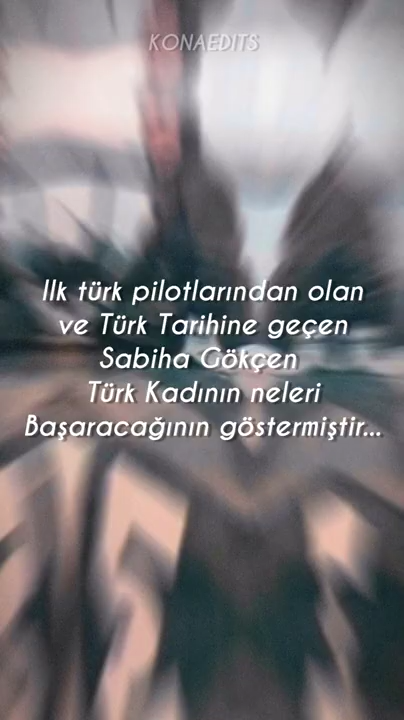 KONAEDITS
Ilk türk pilotlarından olan
ve Türk Tarihine geçen
Sabiha Gökçen
Türk Kadının neleri
Başaracağının göstermiştir...